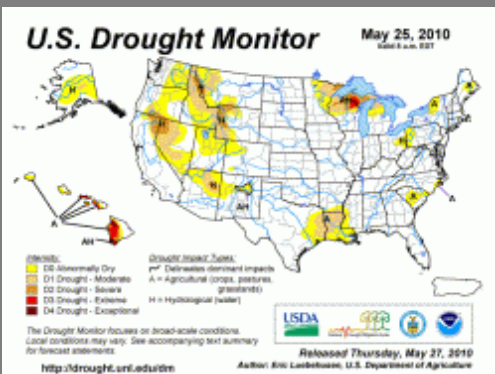 U.S. Drought Monitor
May 25, 2010
Valid 8 a.m. EDT
H
H
H
H
H
H
A
A
H
A
A
A
AH
AH
A
Intensity:
D0 Abnormally Dry
D1 Drought - Moderate
D2 Drought - Severe
D3 Drought - Extreme
D4 Drought - Exceptional
Drought Impact Types:
Delineates dominant impacts
A = Agricultural (crops, pastures,
grasslands)
H = Hydrological (water)
The Drought Monitor focuses on broad-scale conditions.
Local conditions may vary. See accompanying text summary
for forecast statements.
http://drought.unl.edu/dm
USDA
Released Thursday, May 27, 2010
Author: Eric Luebehusen, U.S. Department of Agriculture